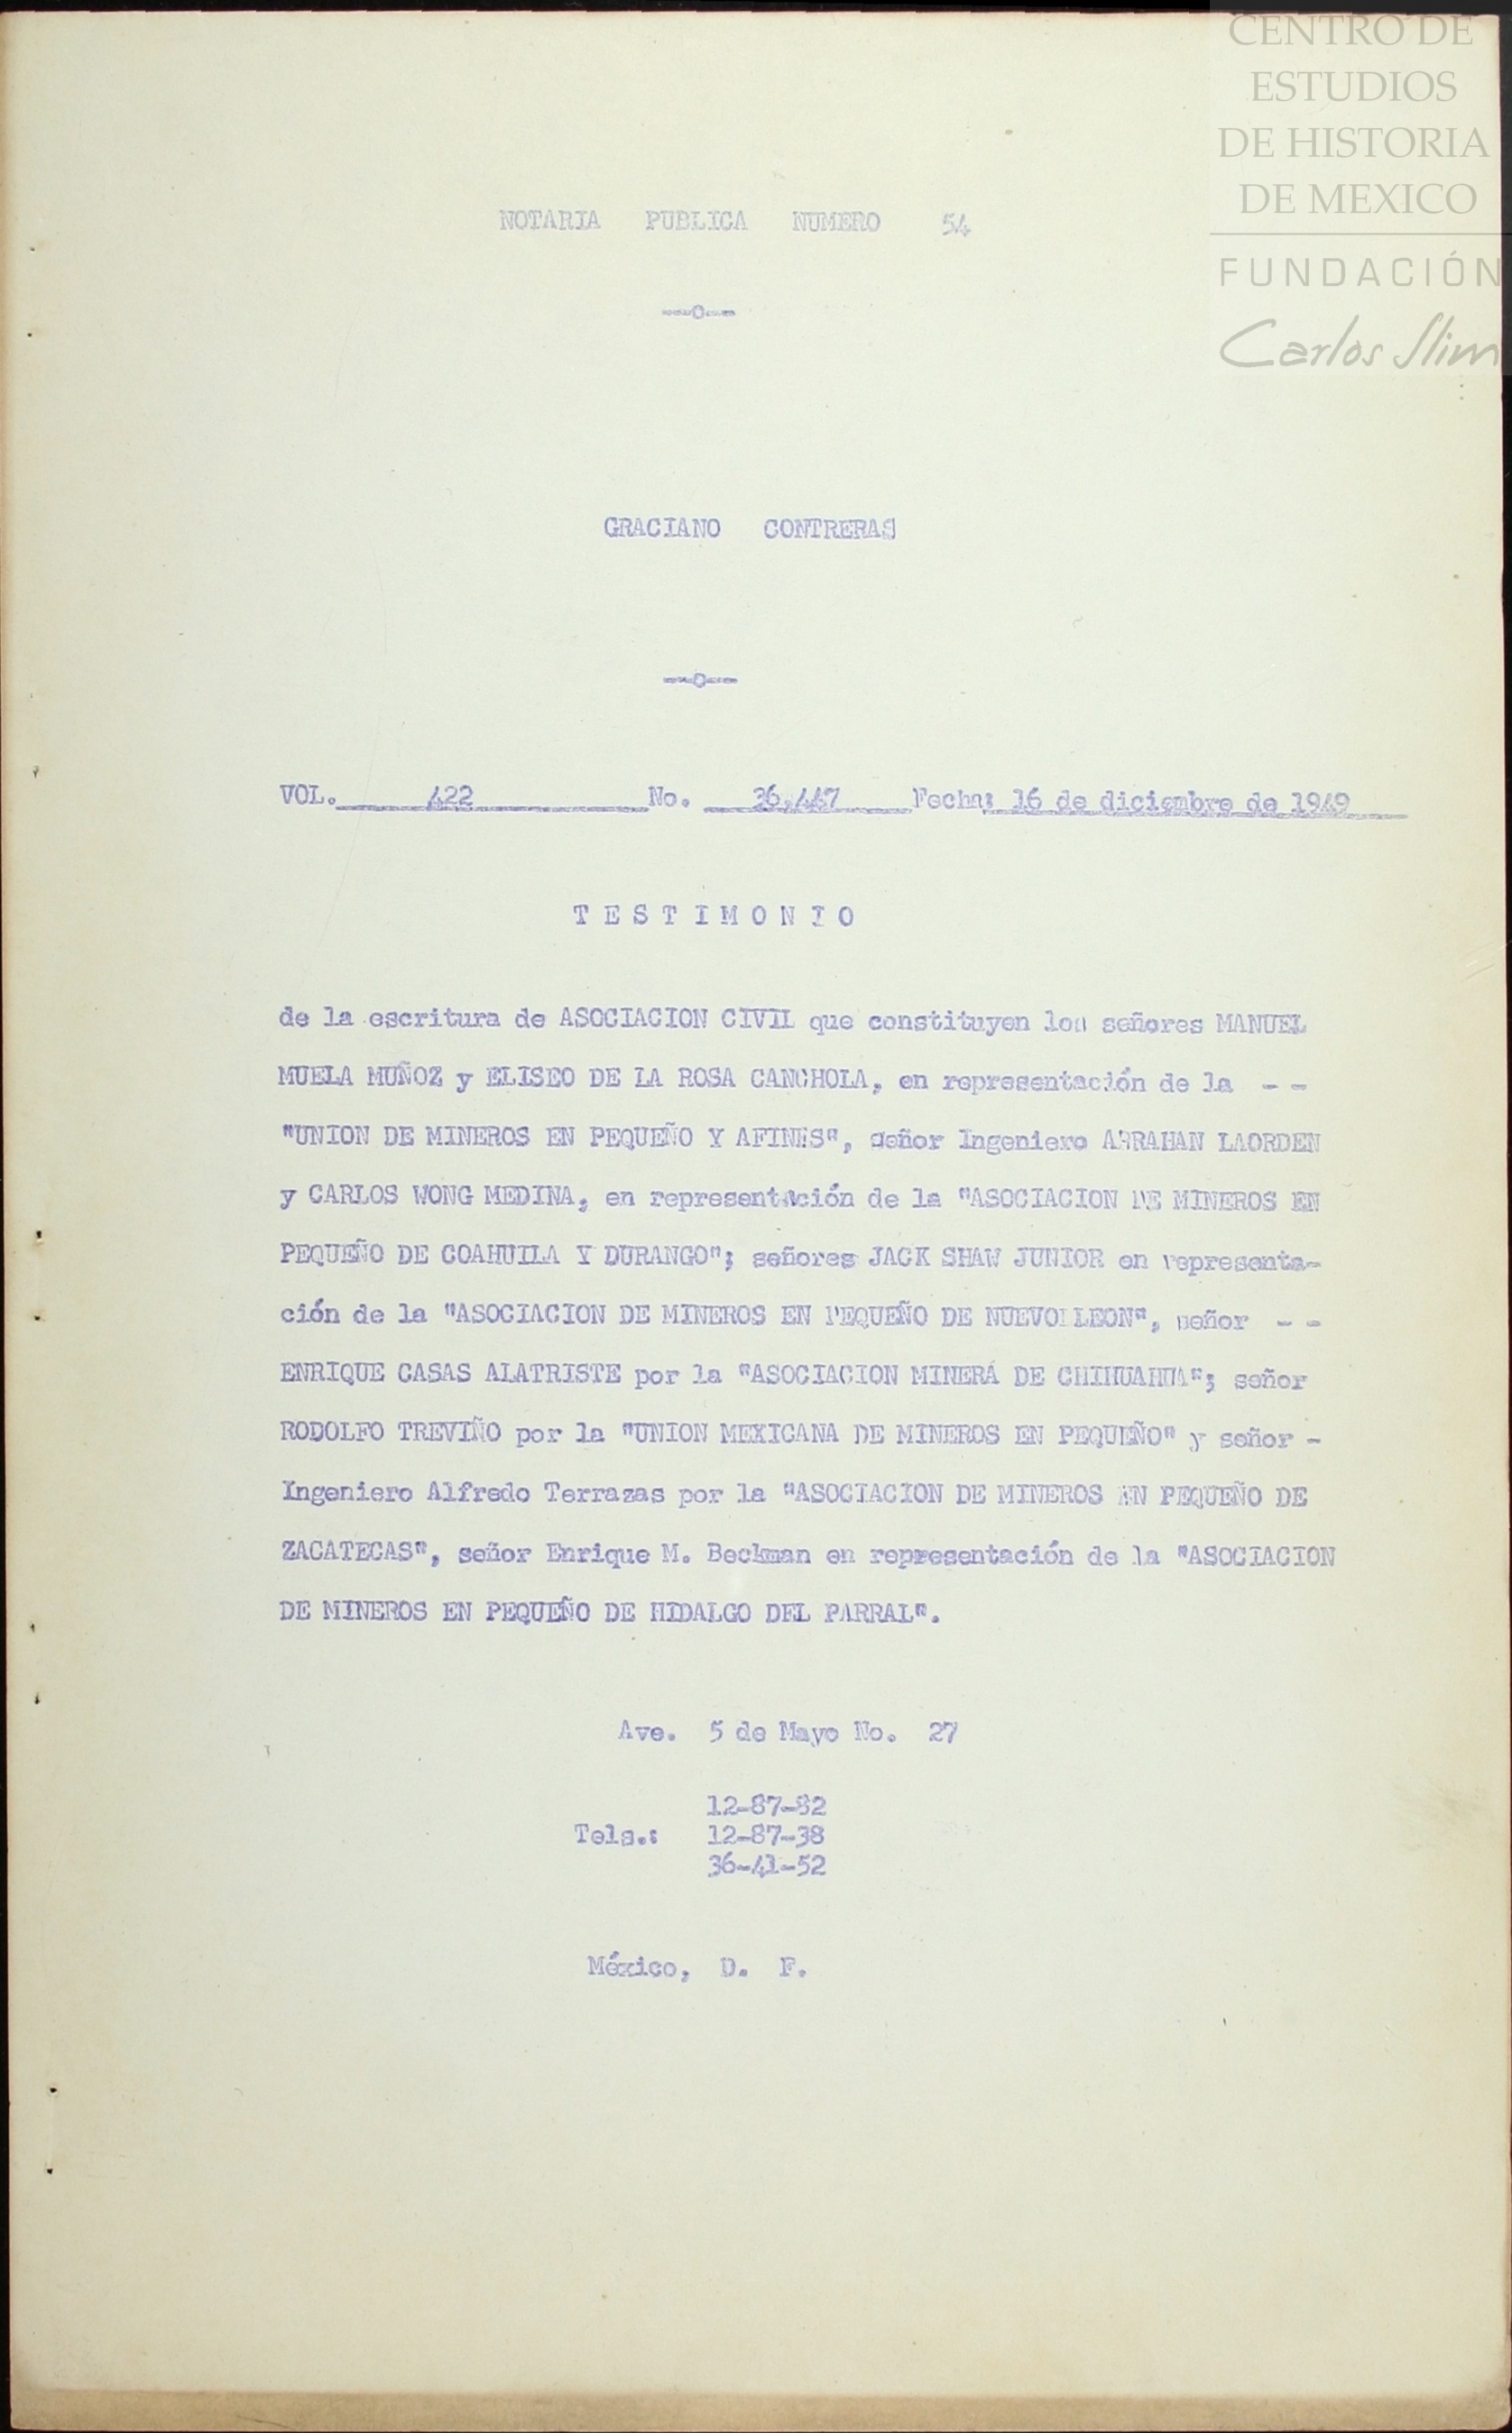 CENTRO DE
ESTUDIOS
DE HISTORIA
DE MEXICO
FUNDACIÓN
Carlos Slim
NOTARIA PUBLICA NUMERO 54
GRACIANO CONTRERAS
VOL. 422 No. 36,447 Fecha: 16 de diciembre de 1949
T E S T I M O N I O
de la escritura de ASOCIACION CIVIL que constituyen los señores MANUEL
MUELA MUÑOZ y ELISEO DE LA ROSA CANCHOLA, en representación de la - -
"UNION DE MINEROS EN PEQUEÑO Y AFINES", señor Ingeniero ABRAHAN LAORDEN
y CARLOS WONG MEDINA, en representación de la "ASOCIACION DE MINEROS EN
PEQUEÑO DE COAHUILA Y DURANGO"; señores JACK SHAW JUNIOR en representa-
ción de la "ASOCIACION DE MINEROS EN PEQUEÑO DE NUEVO LEON", señor - -
ENRIQUE CASAS ALATRISTE por la "ASOCIACION MINERA DE CHIHUAHUA"; señor
RODOLFO TREVIÑO por la "UNION MEXICANA DE MINEROS EN PEQUEÑO" y señor -
Ingeniero Alfredo Terrazas por la "ASOCIACION DE MINEROS EN PEQUEÑO DE
ZACATECAS", señor Enrique M. Beckman en representación de la "ASOCIACION
DE MINEROS EN PEQUEÑO DE HIDALGO DEL PARRAL".
Ave. 5 de Mayo No. 27
12-87-82
Tels.: 12-87-38
36-41-52
México, D. F.